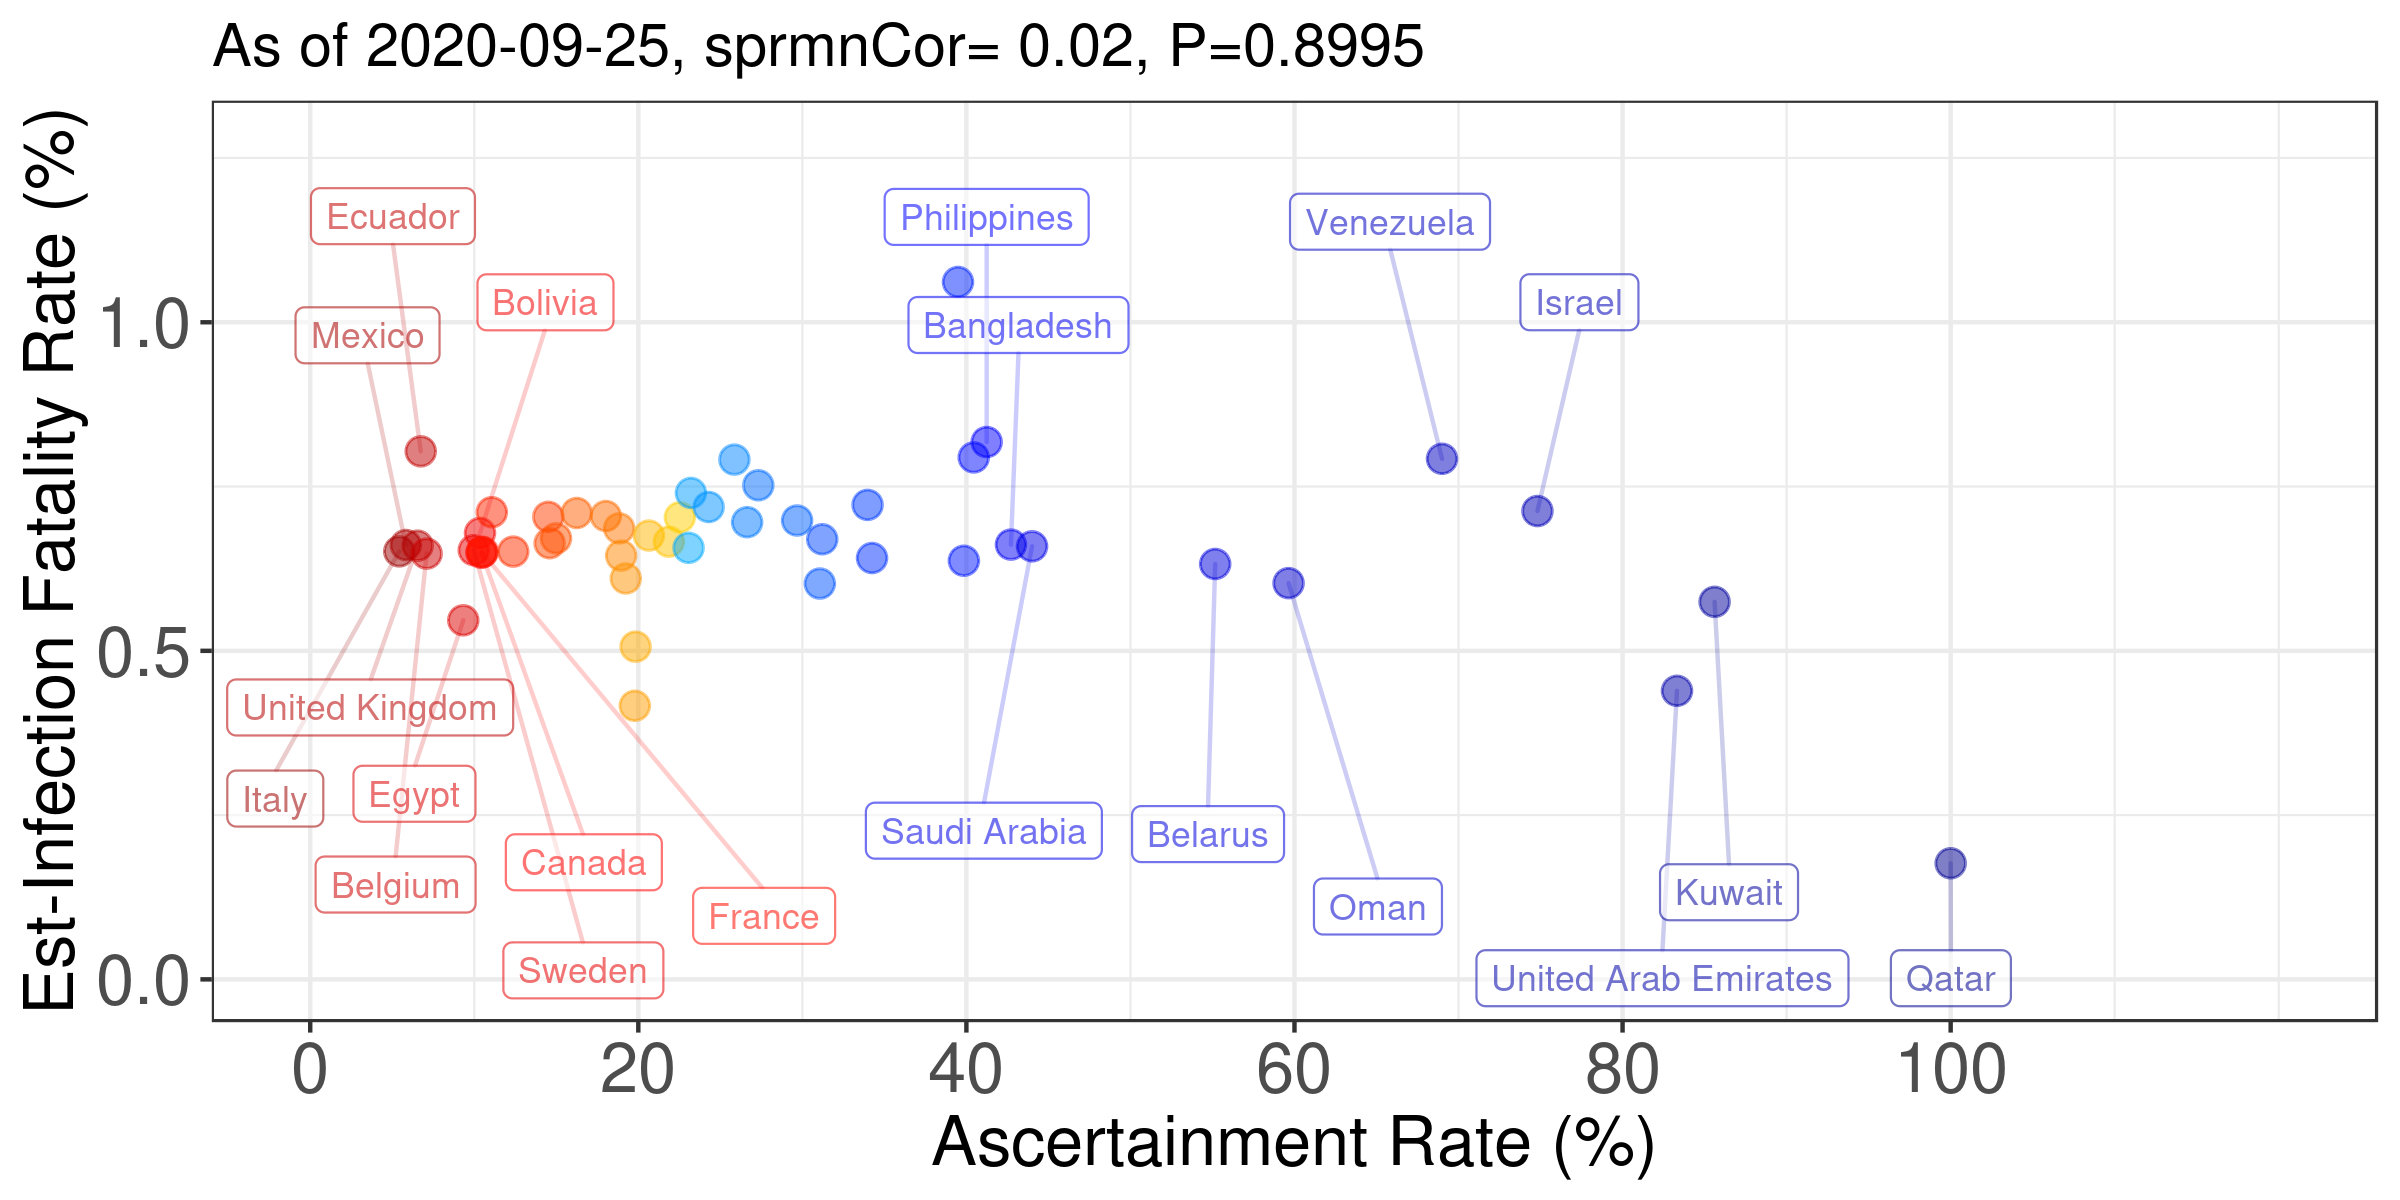 As of 2020-09-25, sprmnCor= 0.02, P=0.8995
Est-Infection Fatality Rate (%)
1.0
0.5
0.0
Ecuador
Philippines
Venezuela
Bolivia
Israel
Mexico
Bangladesh
United Kingdom
Italy
Egypt
Saudi Arabia
Belarus
Canada
Belgium
Kuwait
Oman
France
Sweden
United Arab Emirates
Qatar
0
20
40
60
80
100
Ascertainment Rate (%)